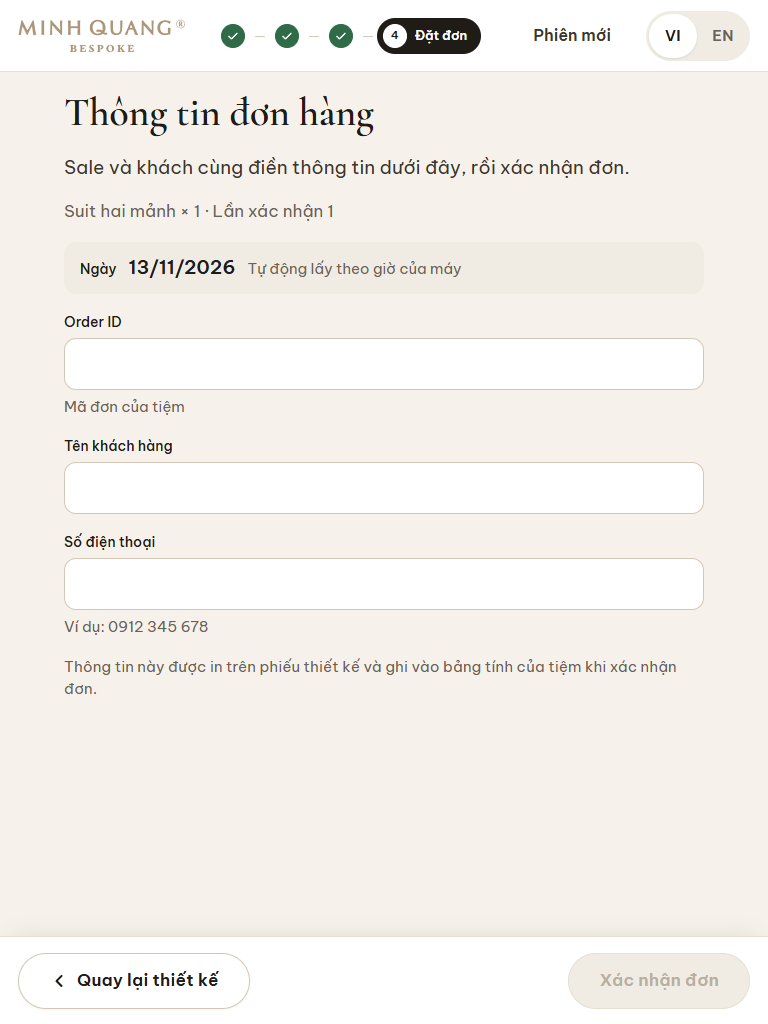 MINH QUANG®
BESPOKE
4 Đặt đơn
Phiên mới
VI EN
Thông tin đơn hàng
Sale và khách cùng điền thông tin dưới đây, rồi xác nhận đơn.
Suit hai mảnh × 1 · Lần xác nhận 1
Ngày 13/11/2026 Tự động lấy theo giờ của máy
Order ID
Mã đơn của tiệm
Tên khách hàng
Số điện thoại
Ví dụ: 0912 345 678
Thông tin này được in trên phiếu thiết kế và ghi vào bảng tính của tiệm khi xác nhận
đơn.
Quay lại thiết kế
Xác nhận đơn